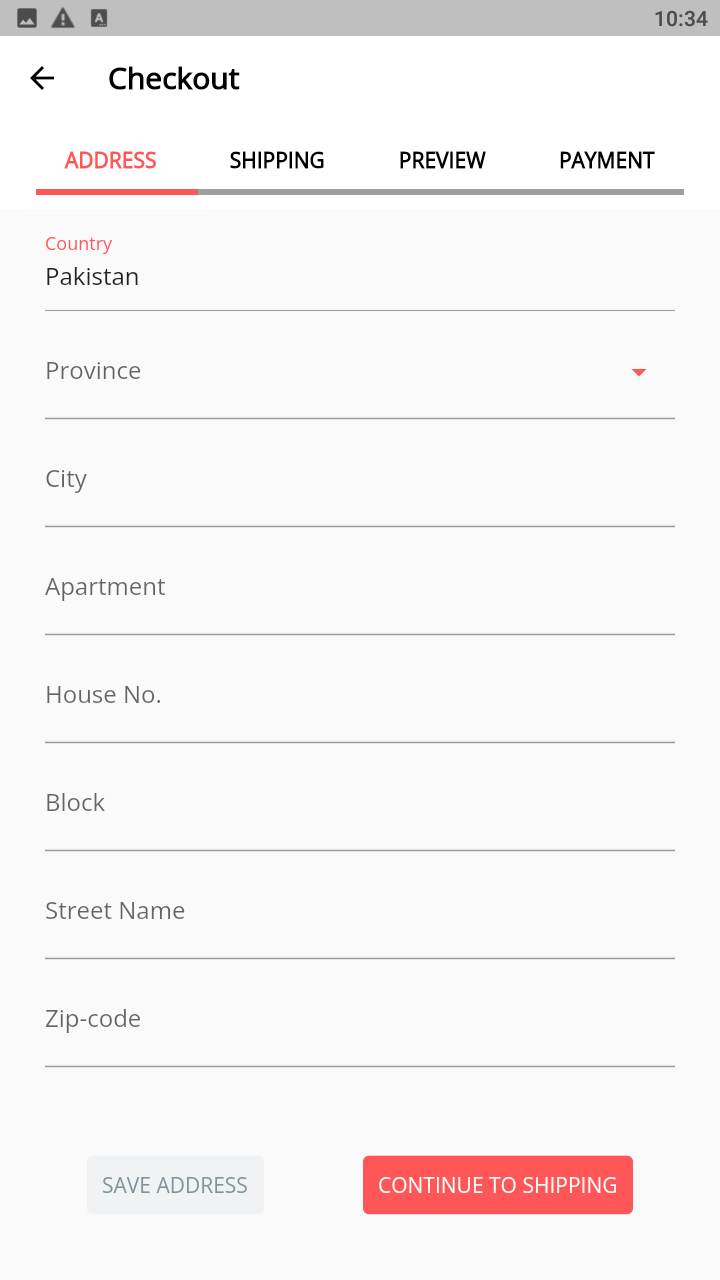 10:34
Checkout
ADDRESS SHIPPING PREVIEW PAYMENT
Country
Pakistan
Province
City
Apartment
House No.
Block
Street Name
Zip-code
SAVE ADDRESS CONTINUE TO SHIPPING